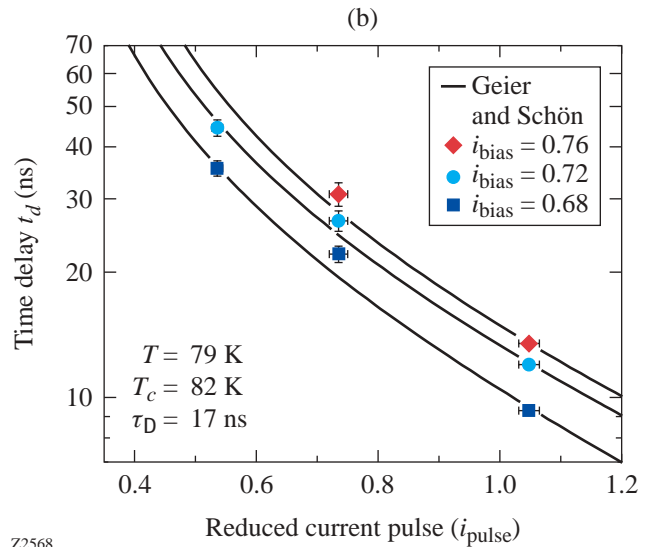 (b)
Time delay t_d (ns)
70
60
50
40
30
20
10
Geier
and Schön
i_bias = 0.76
i_bias = 0.72
i_bias = 0.68
T = 79 K
T_c = 82 K
τ_D = 17 ns
0.4 0.6 0.8 1.0 1.2
Reduced current pulse (i_pulse)
Z2568